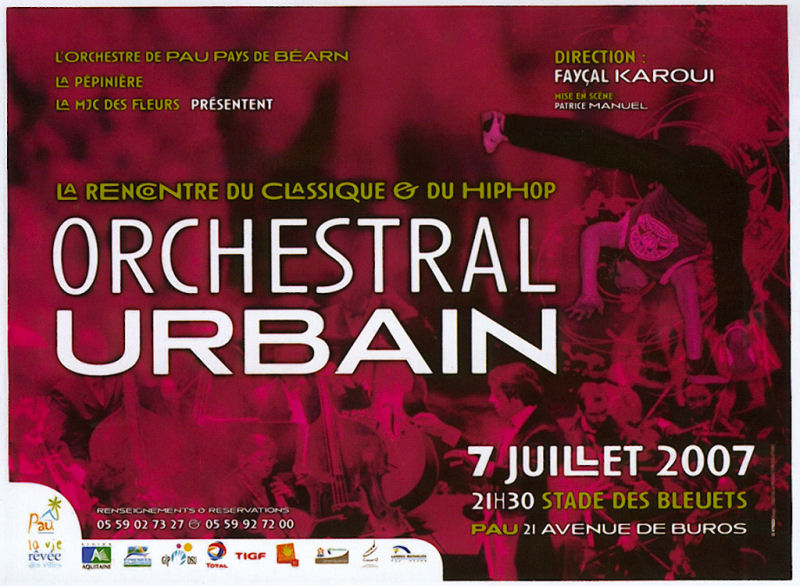 L'ORCHESTRE DE PAU PAYS DE BÉARN
LA PÉPINIÈRE
LA MJC DES FLEURS PRÉSENTENT
DIRECTION :
FAYÇAL KAROUI
MISE EN SCÈNE
PATRICE MANUEL
LA RENCONTRE DU CLASSIQUE & DU HIPHOP
ORCHESTRAL
URBAIN
7 JUILLET 2007
21H30 STADE DES BLEUETS
PAU 21 AVENUE DE BUROS
RENSEIGNEMENTS & RESERVATIONS
05 59 02 73 27 & 05 59 92 72 00
Pau
la vie
rêvée
des villes
AQUITAINE
GIP DSU
TOTAL
TIGF